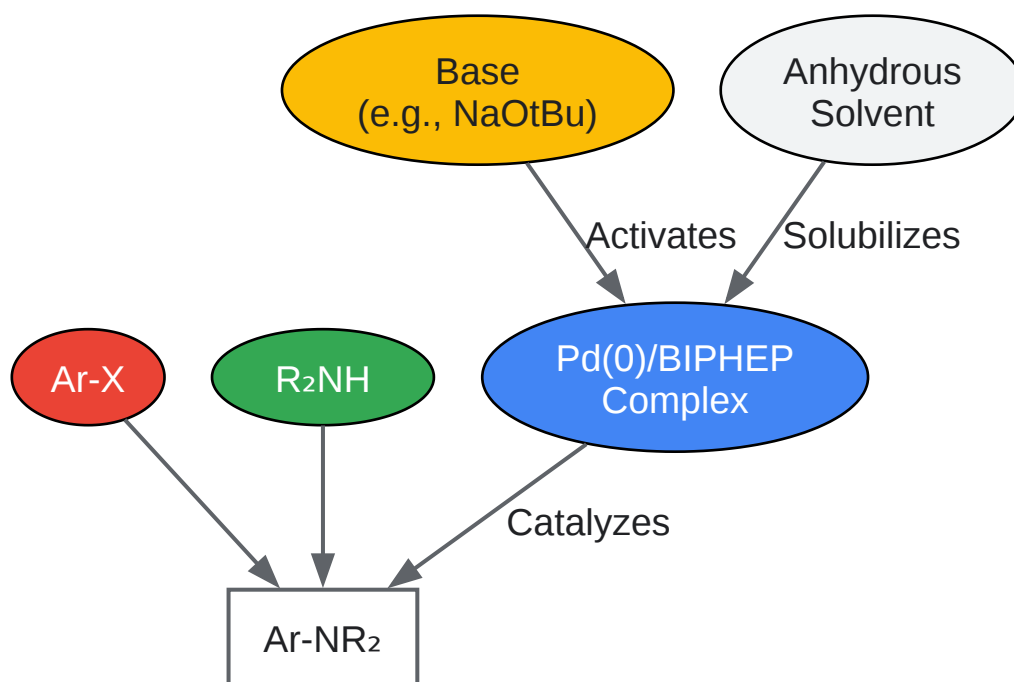 Base
(e.g., NaOtBu)
Anhydrous
Solvent
Activates
Solubilizes
Ar-X
R₂NH
Pd(0)/BIPHEP
Complex
Catalyzes
Ar-NR₂